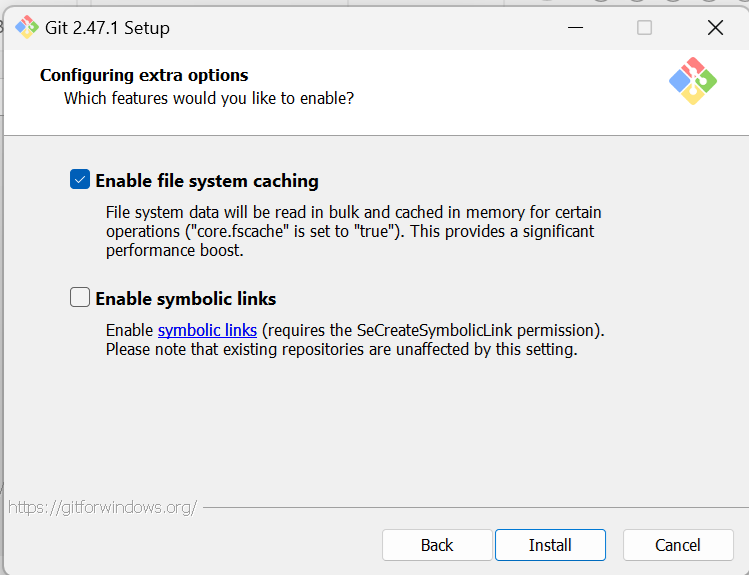 Git 2.47.1 Setup
Configuring extra options
Which features would you like to enable?
Enable file system caching
File system data will be read in bulk and cached in memory for certain
operations ("core.fscache" is set to "true"). This provides a significant
performance boost.
Enable symbolic links
Enable symbolic links (requires the SeCreateSymbolicLink permission).
Please note that existing repositories are unaffected by this setting.
https://gitforwindows.org/
Back Install Cancel